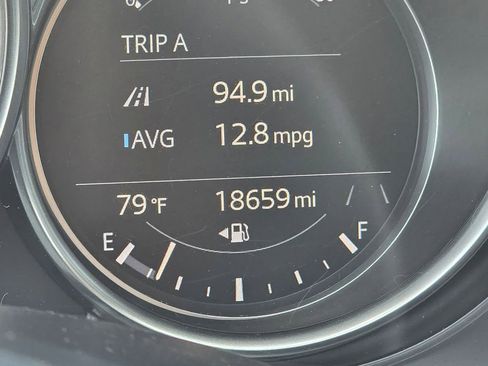 TRIP A
94.9 mi
AVG 12.8 mpg
79 °F 18659 mi
E F